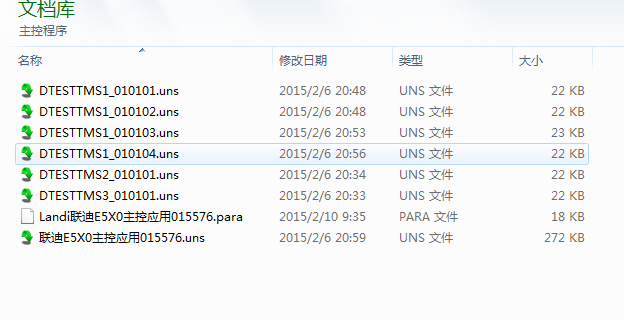 文档库
主控程序
名称 修改日期 类型 大小
DTESTTMS1_010101.uns 2015/2/6 20:48 UNS 文件 22 KB
DTESTTMS1_010102.uns 2015/2/6 20:48 UNS 文件 22 KB
DTESTTMS1_010103.uns 2015/2/6 20:53 UNS 文件 23 KB
DTESTTMS1_010104.uns 2015/2/6 20:56 UNS 文件 22 KB
DTESTTMS2_010101.uns 2015/2/6 20:34 UNS 文件 22 KB
DTESTTMS3_010101.uns 2015/2/6 20:33 UNS 文件 22 KB
Landi联迪E5X0主控应用015576.para 2015/2/10 9:35 PARA 文件 18 KB
联迪E5X0主控应用015576.uns 2015/2/6 20:59 UNS 文件 272 KB